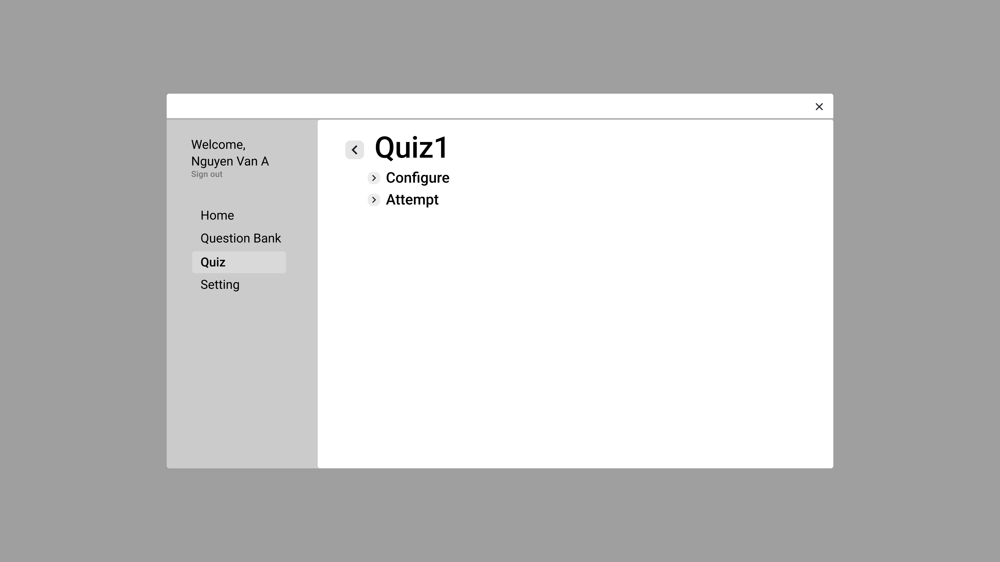 Welcome,
Nguyen Van A
Sign out
Home
Question Bank
Quiz
Setting
Quiz1
Configure
Attempt